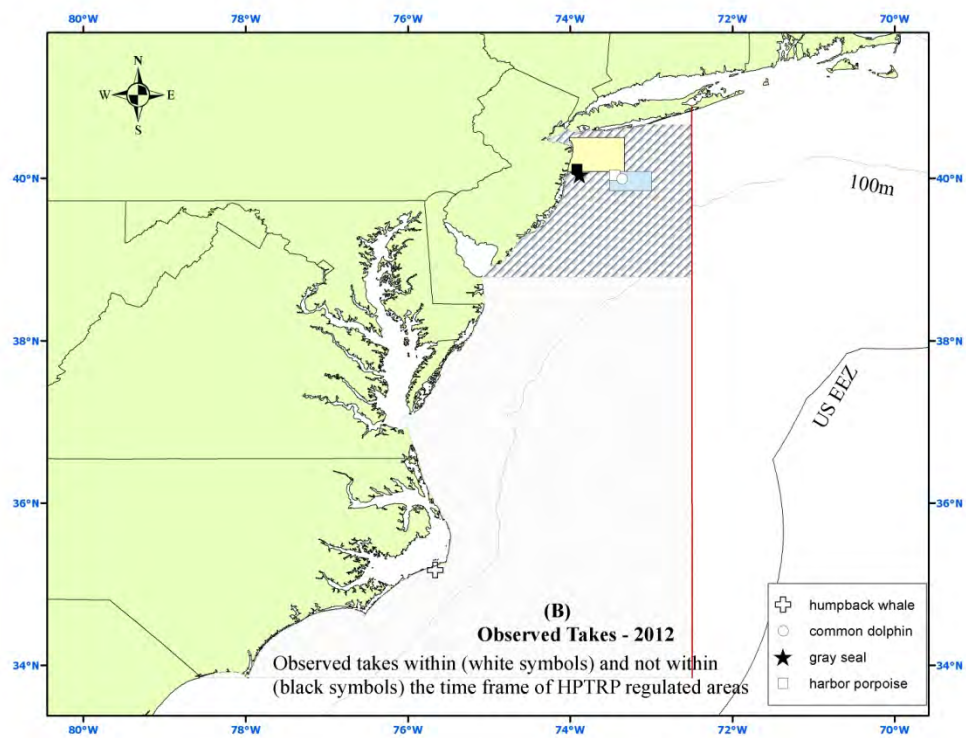 80°W 78°W 76°W 74°W 72°W 70°W
N
W E
S
40°N 40°N
100m
38°N 38°N
US EEZ
36°N 36°N
(B)
Observed Takes - 2012
Observed takes within (white symbols) and not within
(black symbols) the time frame of HPTRP regulated areas
humpback whale
common dolphin
gray seal
harbor porpoise
34°N 34°N
80°W 78°W 76°W 74°W 72°W 70°W